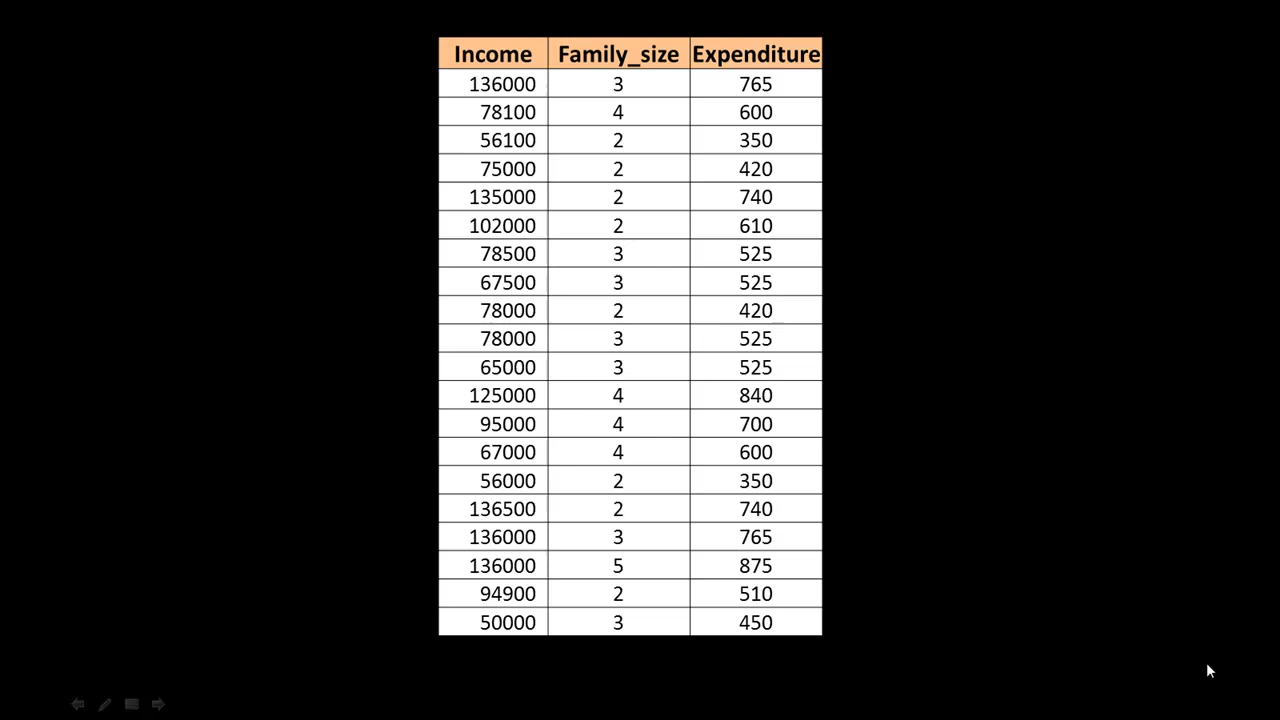 Income Family_size Expenditure
136000 3 765
78100 4 600
56100 2 350
75000 2 420
135000 2 740
102000 2 610
78500 3 525
67500 3 525
78000 2 420
78000 3 525
65000 3 525
125000 4 840
95000 4 700
67000 4 600
56000 2 350
136500 2 740
136000 3 765
136000 5 875
94900 2 510
50000 3 450